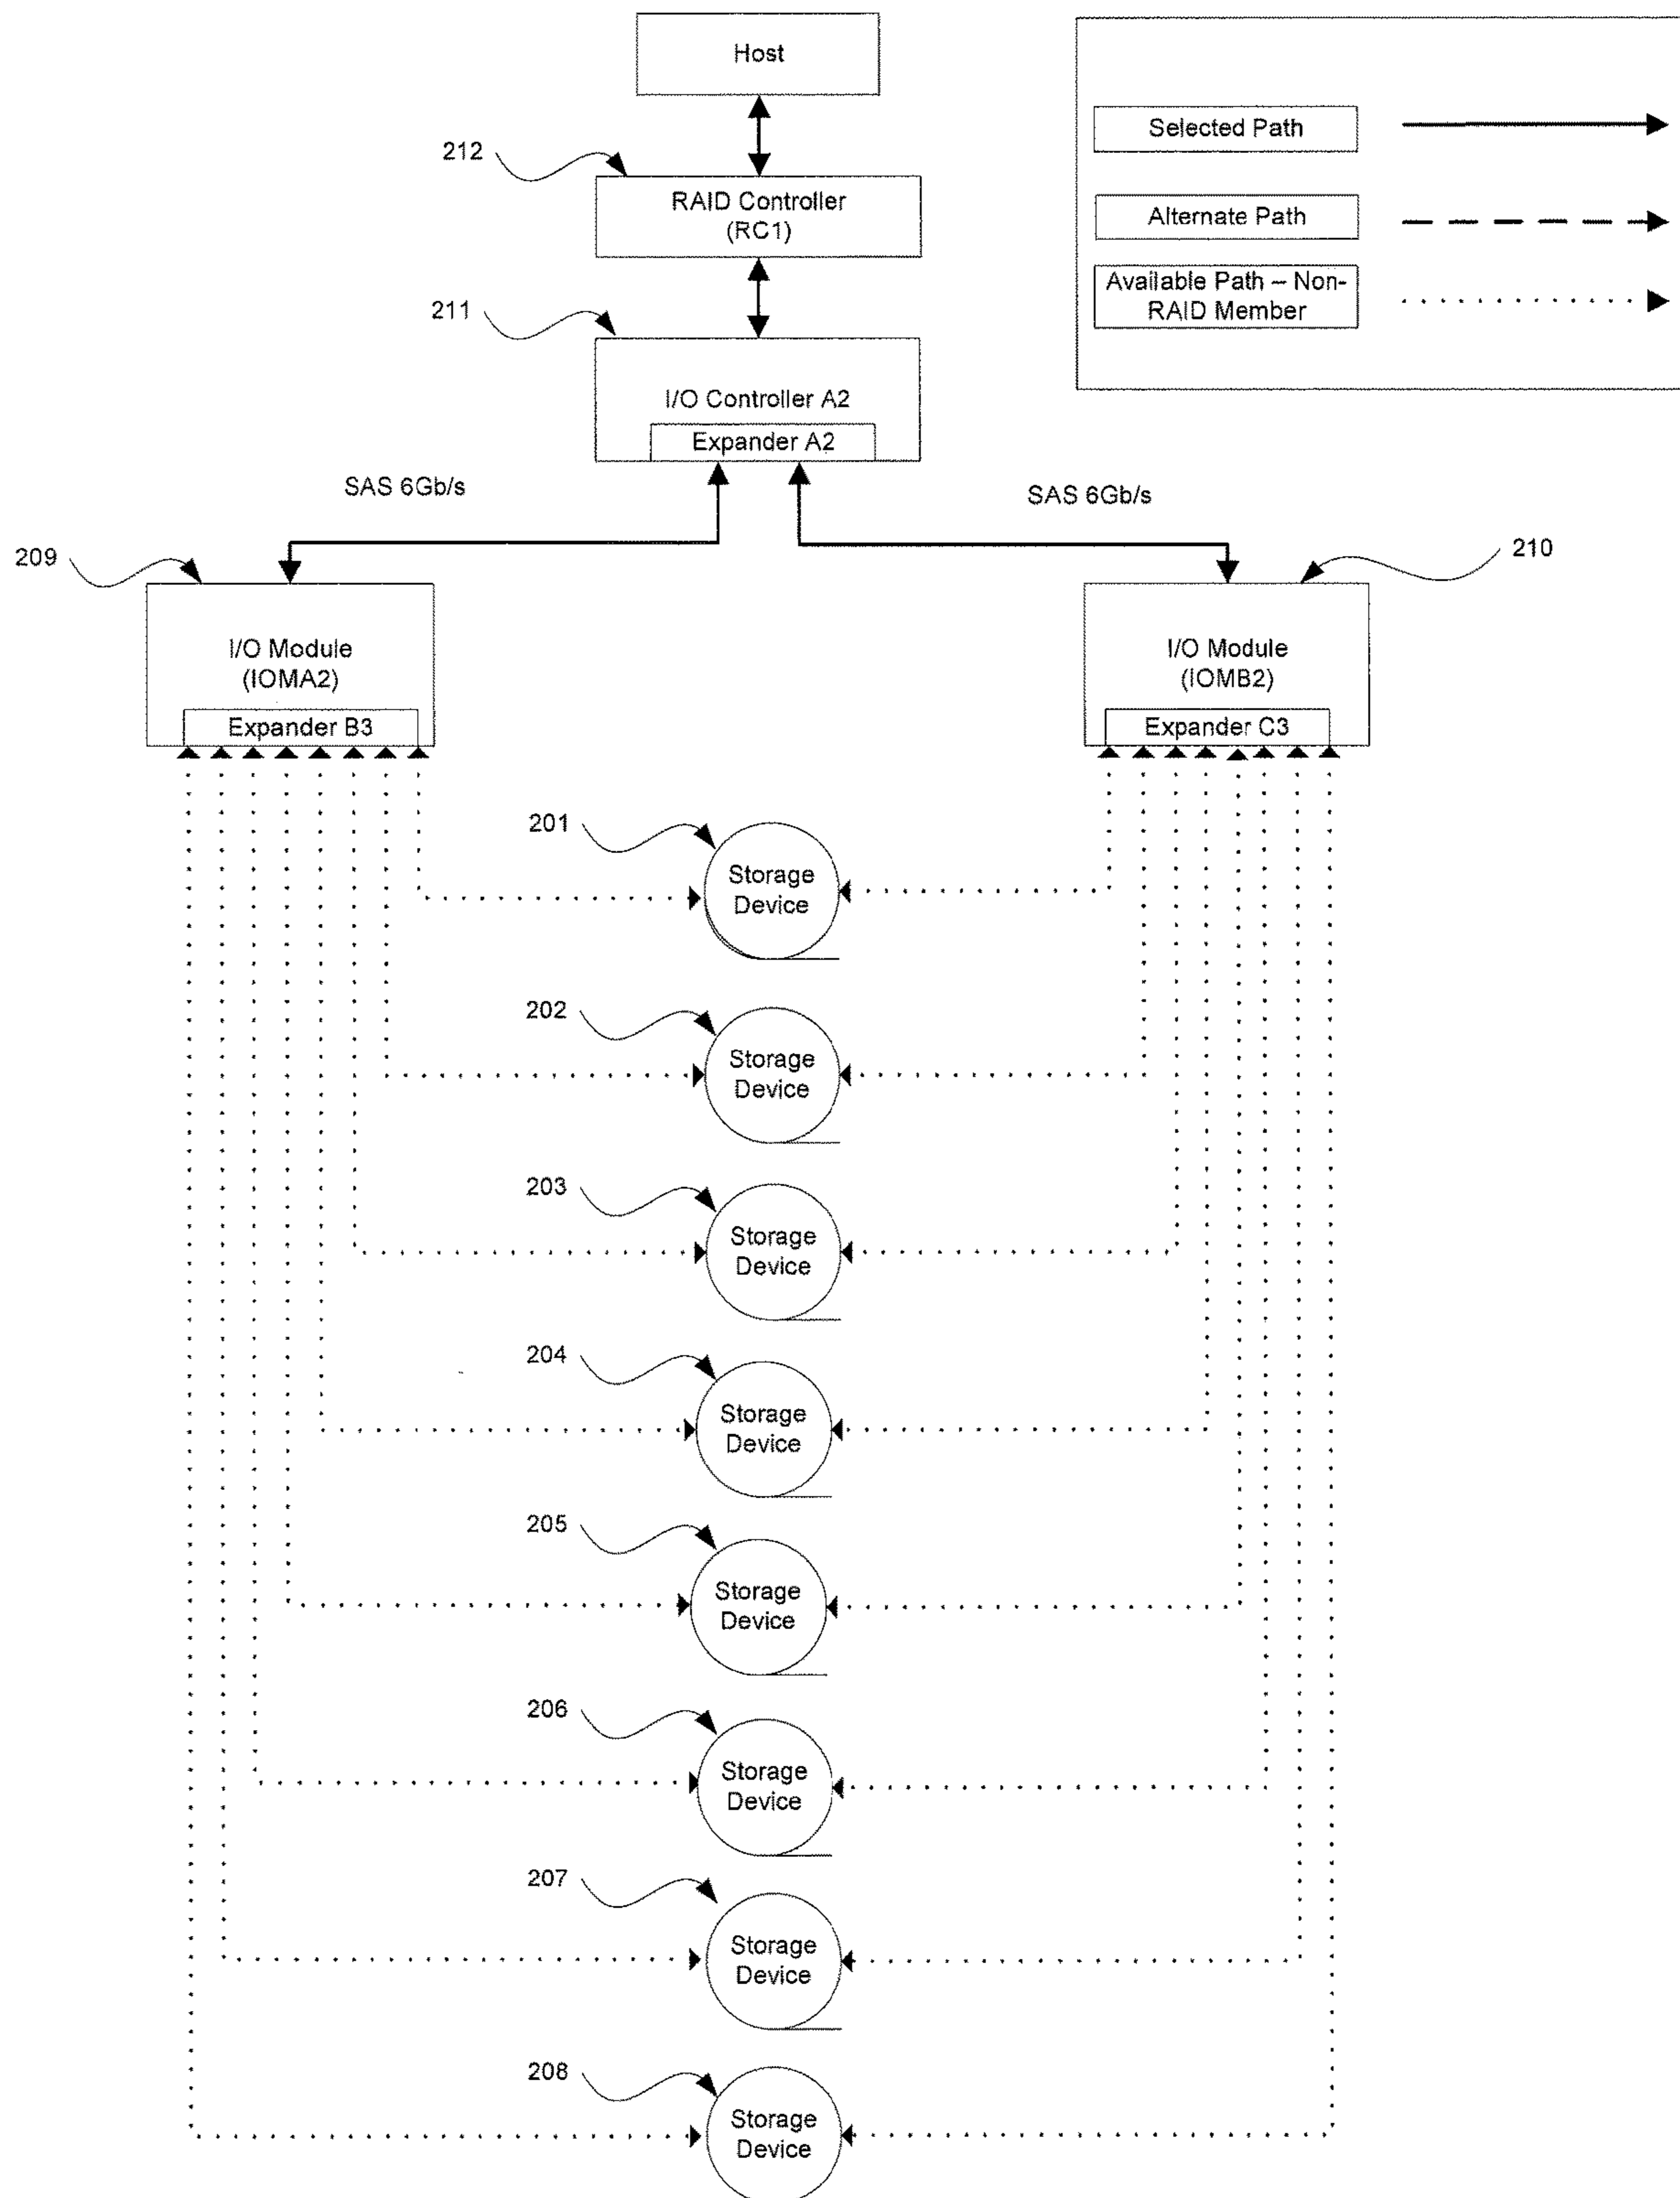 Host
212
RAID Controller
(RC1)
211
I/O Controller A2
Expander A2
Selected Path
Alternate Path
Available Path – Non-
RAID Member
SAS 6Gb/s
SAS 6Gb/s
209
210
I/O Module
(IOMA2)
Expander B3
I/O Module
(IOMB2)
Expander C3
201
Storage
Device
202
Storage
Device
203
Storage
Device
204
Storage
Device
205
Storage
Device
206
Storage
Device
207
Storage
Device
208
Storage
Device